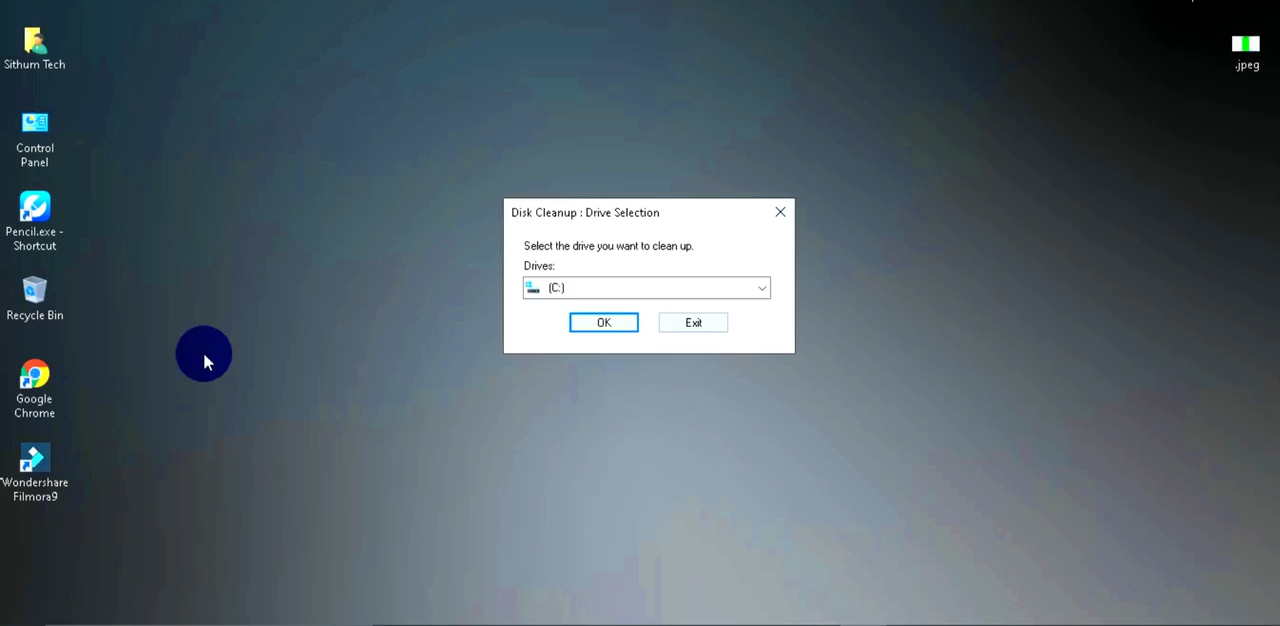 Sithum Tech
Control
Panel
Pencil.exe -
Shortcut
Recycle Bin
Google
Chrome
Wondershare
Filmora9
Disk Cleanup : Drive Selection
Select the drive you want to clean up.
Drives:
(C:)
OK
Exit
.jpeg